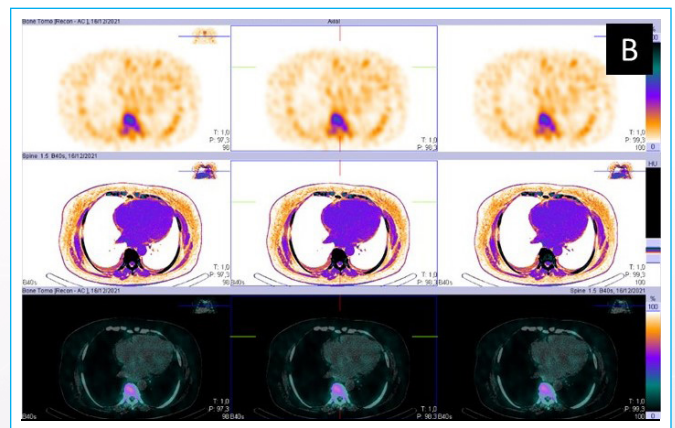 Bone Tomo [Recon - AC ], 16/12/2021
Axial
B
%
T: 1,0
P: 97,3
98
T: 1,0
P: 98,3
T: 1,0
P: 99,3
100
0
Spine 1.5 B40s, 16/12/2021
HU
B40s
T: 1,0
P: 97,3
98
B40s
T: 1,0
P: 98,3
B40s
T: 1,0
P: 99,3
100
Bone Tomo [Recon - AC ], 16/12/2021
Spine 1.5 B40s, 16/12/2021
%
100
B40s
T: 1,0
P: 97,3
98
B40s
T: 1,0
P: 98,3
B40s
T: 1,0
P: 99,3
100
0